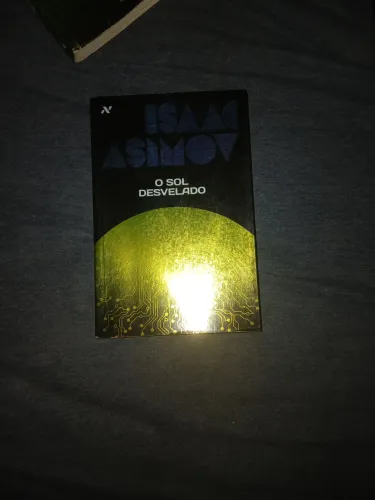 ISAAC
ASIMOV
O SOL
DESVELADO